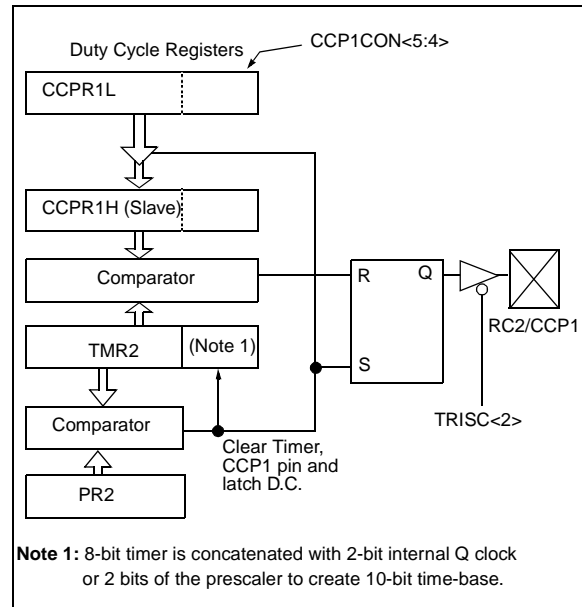 Duty Cycle Registers
CCP1CON<5:4>
CCPR1L
CCPR1H (Slave)
Comparator
R
Q
RC2/CCP1
TMR2
(Note 1)
S
TRISC<2>
Comparator
Clear Timer,
CCP1 pin and
latch D.C.
PR2
Note 1: 8-bit timer is concatenated with 2-bit internal Q clock
or 2 bits of the prescaler to create 10-bit time-base.